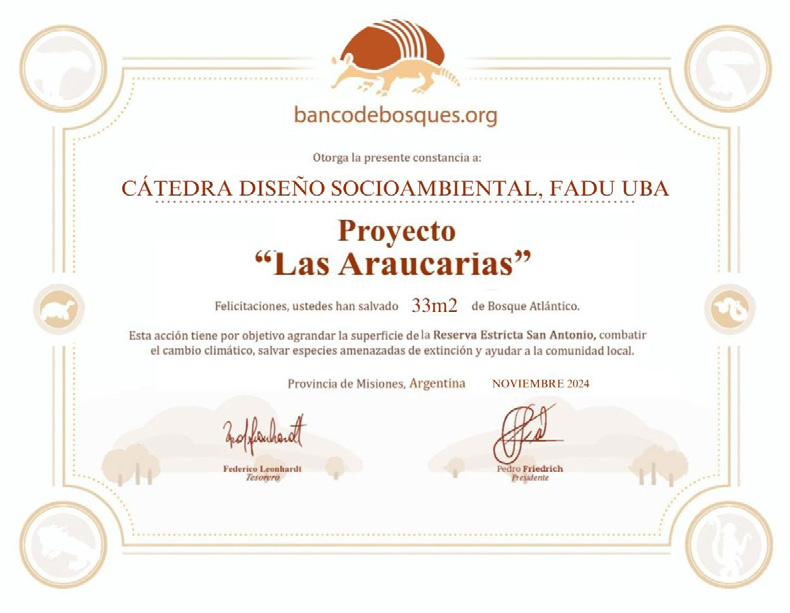 bancodebosques.org
Otorga la presente constancia a:
CÁTEDRA DISEÑO SOCIOAMBIENTAL, FADU UBA
Proyecto
“Las Araucarias”
Felicitaciones, ustedes han salvado 33m2 de Bosque Atlántico.
Esta acción tiene por objetivo agrandar la superficie de la Reserva Estricta San Antonio, combatir
el cambio climático, salvar especies amenazadas de extinción y ayudar a la comunidad local.
Provincia de Misiones, Argentina NOVIEMBRE 2024
Federico Leonhardt
Tesorero
Pedro Friedrich
Presidente